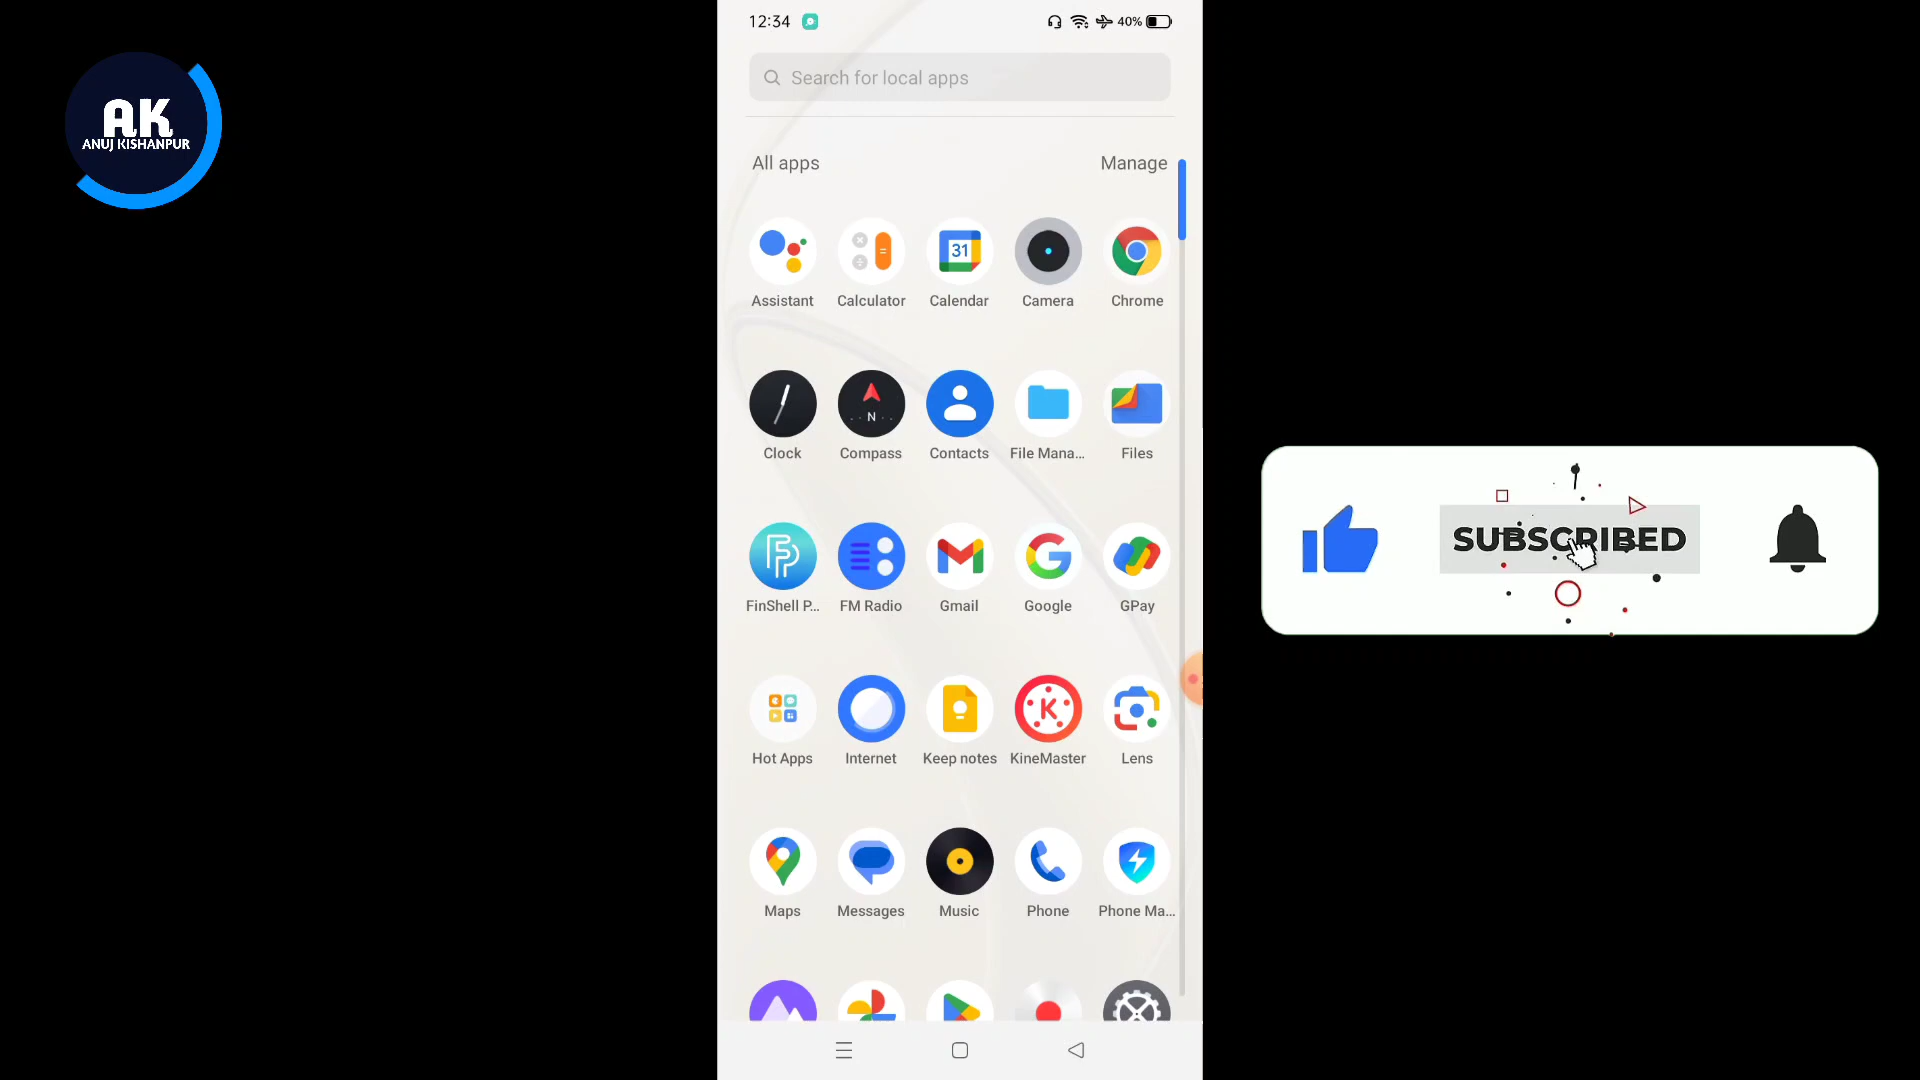 AK
ANUJ KISHANPUR
12:34
40%
Search for local apps
All apps
Manage
31
Assistant
Calculator
Calendar
Camera
Chrome
N
Clock
Compass
Contacts
File Mana...
Files
FinShell P...
FM Radio
Gmail
Google
GPay
K
Hot Apps
Internet
Keep notes
KineMaster
Lens
Maps
Messages
Music
Phone
Phone Ma...
SUBSCRIBED